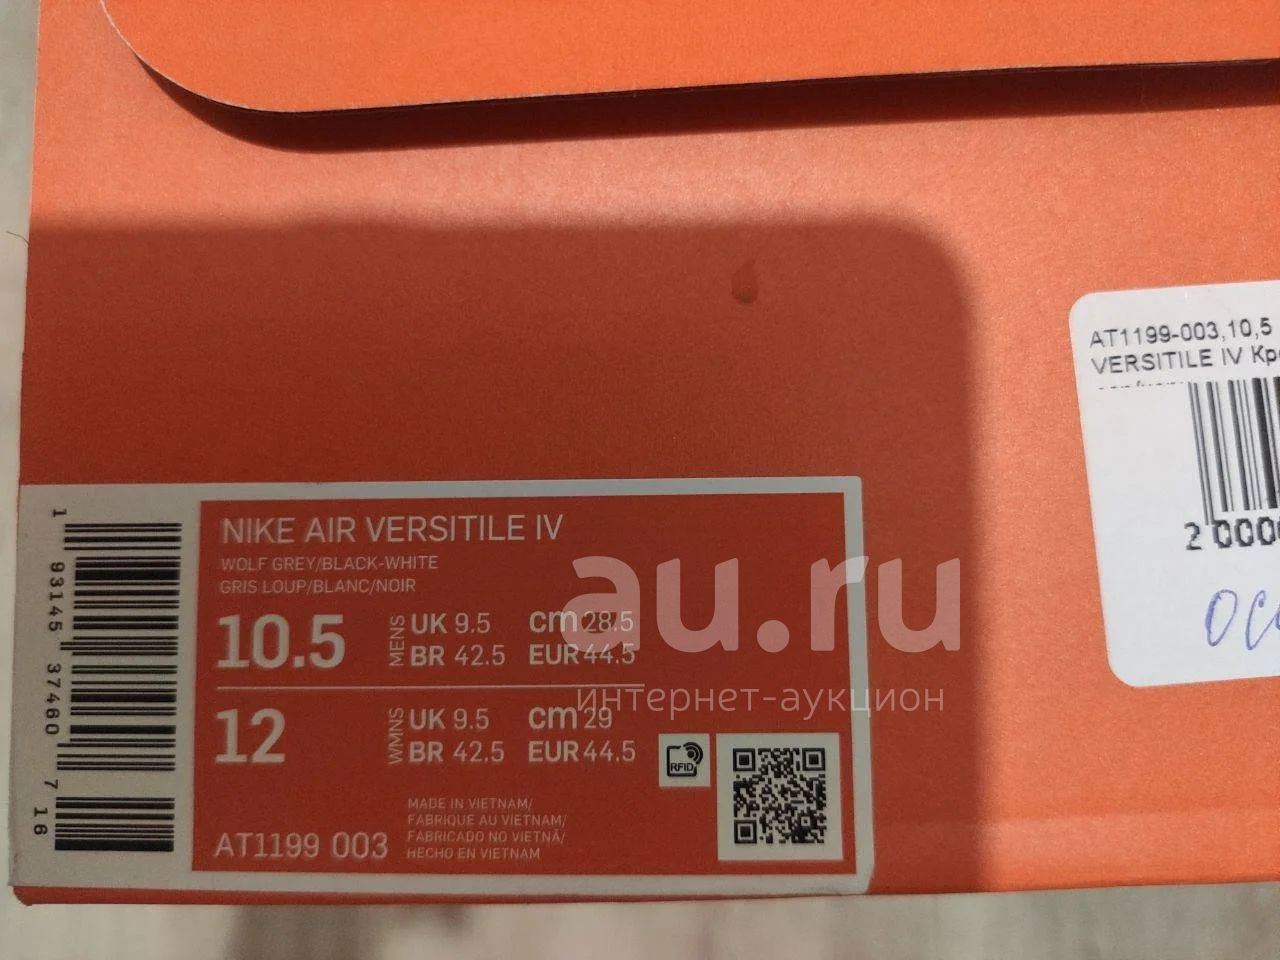 AT1199-003,10,5
VERSITILE IV
2 0000
NIKE AIR VERSITILE IV
WOLF GREY/BLACK-WHITE
GRIS LOUP/BLANC/NOIR
10.5 MENS UK 9.5 cm 28.5
BR 42.5 EUR 44.5
12 WMNS UK 9.5 cm 29
BR 42.5 EUR 44.5
RFID
MADE IN VIETNAM/
FABRIQUE AU VIETNAM/
FABRICADO NO VIETNÃ/
HECHO EN VIETNAM
AT1199 003
1 93145 37460 7 16
au.ru
интернет-аукцион